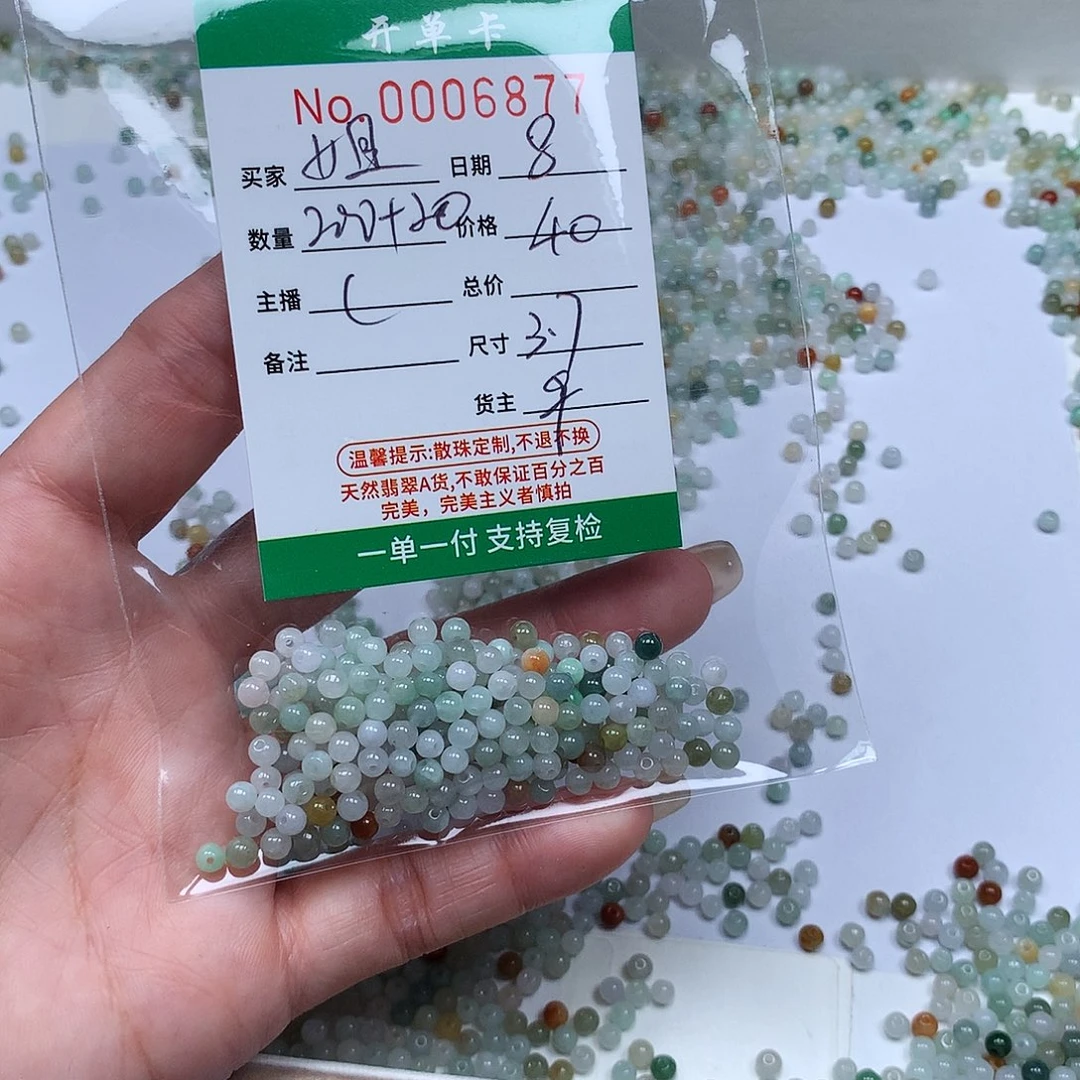 开单卡
No. 0006877
买家 姐 日期 8
数量 200+20 价格 40
主播 总价
备注 尺寸 3.7
货主
温馨提示:散珠定制,不退不换
天然翡翠A货,不敢保证百分之百
完美，完美主义者慎拍
一单一付 支持复检